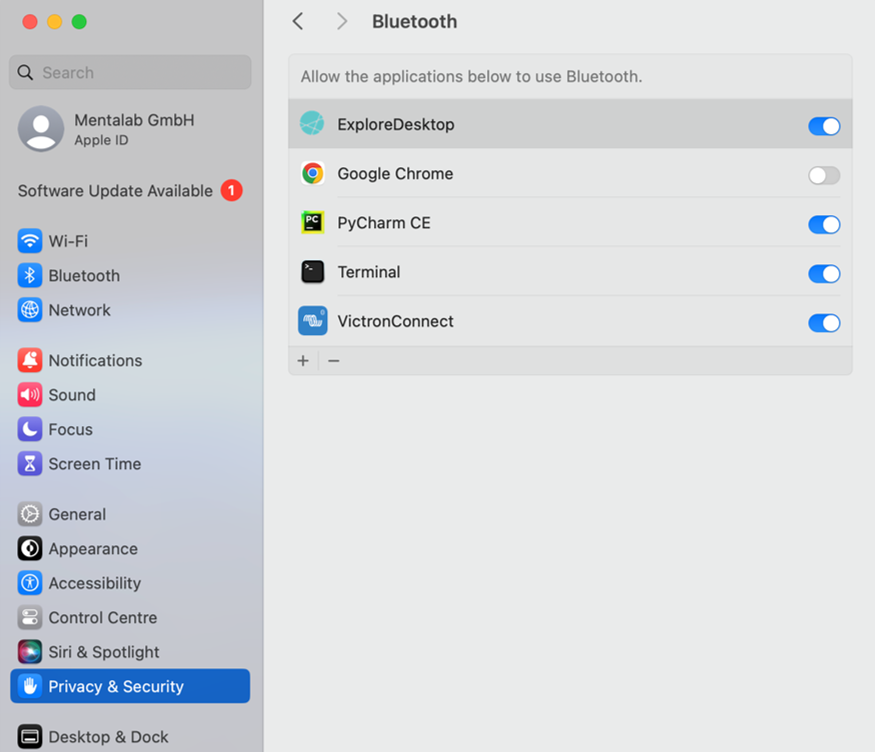 Bluetooth
Search
Allow the applications below to use Bluetooth.
Mentalab GmbH
Apple ID
Software Update Available 1
Wi-Fi
Bluetooth
Network
Notifications
Sound
Focus
Screen Time
General
Appearance
Accessibility
Control Centre
Siri & Spotlight
Privacy & Security
Desktop & Dock
ExploreDesktop
Google Chrome
PC
PyCharm CE
Terminal
VictronConnect
+ −